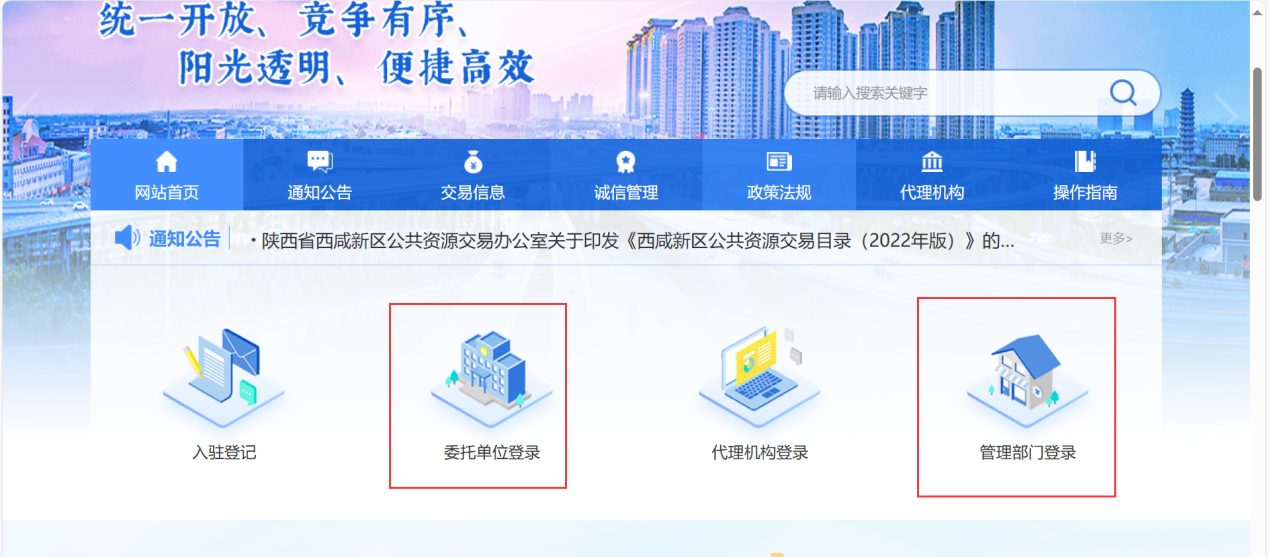 统一开放、竞争有序、
阳光透明、便捷高效
请输入搜索关键字
网站首页 通知公告 交易信息 诚信管理 政策法规 代理机构 操作指南
通知公告 · 陕西省西咸新区公共资源交易办公室关于印发《西咸新区公共资源交易目录（2022年版）》的... 更多>
入驻登记 委托单位登录 代理机构登录 管理部门登录